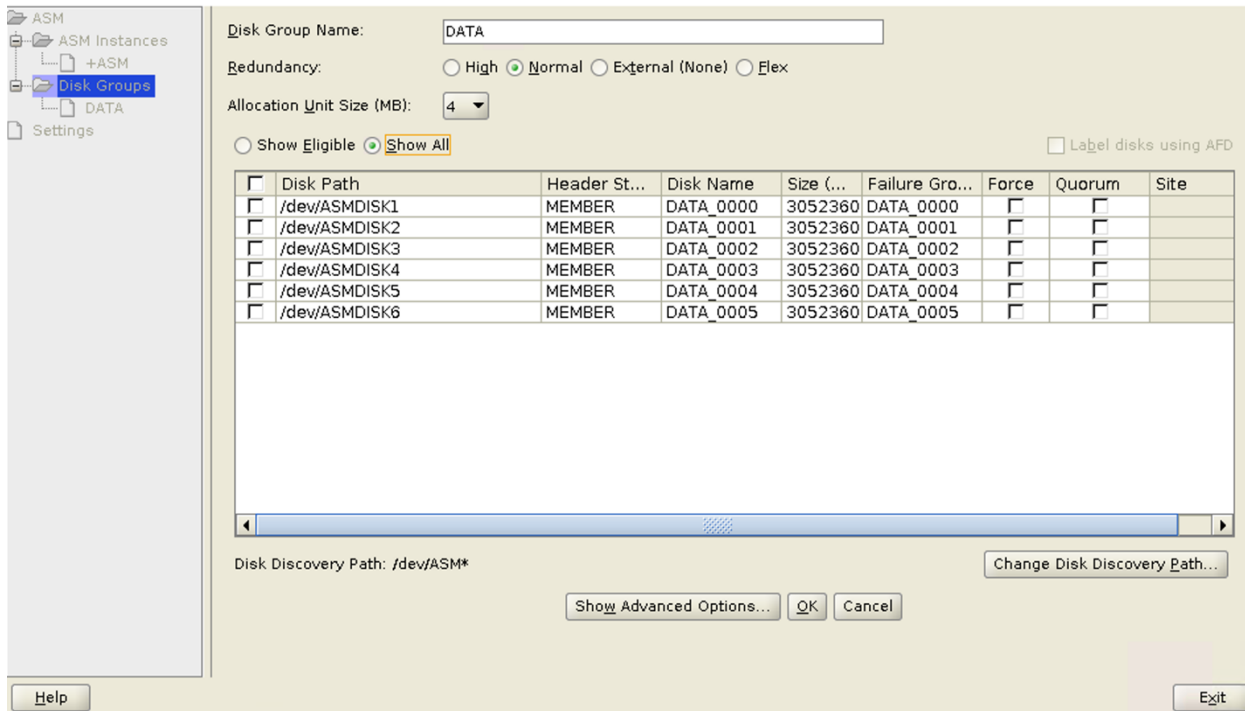 ASM
ASM Instances
+ASM
Disk Groups
DATA
Settings
Disk Group Name: DATA
Redundancy: High Normal External (None) Flex
Allocation Unit Size (MB): 4
Show Eligible Show All Label disks using AFD
Disk Path Header St... Disk Name Size (... Failure Gro... Force Quorum Site
/dev/ASMDISK1 MEMBER DATA_0000 3052360 DATA_0000
/dev/ASMDISK2 MEMBER DATA_0001 3052360 DATA_0001
/dev/ASMDISK3 MEMBER DATA_0002 3052360 DATA_0002
/dev/ASMDISK4 MEMBER DATA_0003 3052360 DATA_0003
/dev/ASMDISK5 MEMBER DATA_0004 3052360 DATA_0004
/dev/ASMDISK6 MEMBER DATA_0005 3052360 DATA_0005
Disk Discovery Path: /dev/ASM* Change Disk Discovery Path...
Show Advanced Options... OK Cancel
Help Exit